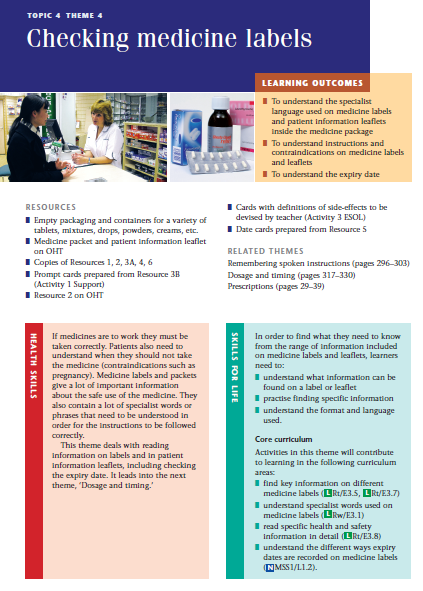 TOPIC 4 THEME 4
Checking medicine labels
LEARNING OUTCOMES
To understand the specialist
language used on medicine labels
and patient information leaflets
inside the medicine package
To understand instructions and
contraindications on medicine labels
and leaflets
To understand the expiry date
RESOURCES
Empty packaging and containers for a variety of
tablets, mixtures, drops, powders, creams, etc.
Medicine packet and patient information leaflet
on OHT
Copies of Resources 1, 2, 3A, 4, 6
Prompt cards prepared from Resource 3B
(Activity 1 Support)
Resource 2 on OHT
Cards with definitions of side-effects to be
devised by teacher (Activity 3 ESOL)
Date cards prepared from Resource S
RELATED THEMES
Remembering spoken instructions (pages 296–303)
Dosage and timing (pages 317–330)
Prescriptions (pages 29–39)
HEALTH SKILLS
If medicines are to work they must be
taken correctly. Patients also need to
understand when they should not take
the medicine (contraindications such as
pregnancy). Medicine labels and packets
give a lot of important information
about the safe use of the medicine. They
also contain a lot of specialist words or
phrases that need to be understood in
order for the instructions to be followed
correctly.
This theme deals with reading
information on labels and in patient
information leaflets, including checking
the expiry date. It leads into the next
theme, ‘Dosage and timing.’
SKILLS FOR LIFE
In order to find what they need to know
from the range of information included
on medicine labels and leaflets, learners
need to:
understand what information can be
found on a label or leaflet
practise finding specific information
understand the format and language
used.
Core curriculum
Activities in this theme will contribute
to learning in the following curriculum
areas:
find key information on different
medicine labels (L Rt/E3.5, L Rt/E3.7)
understand specialist words used on
medicine labels (L Rw/E3.1)
read specific health and safety
information in detail (L Rt/E3.8)
understand the different ways expiry
dates are recorded on medicine labels
(N MSS1/L1.2).